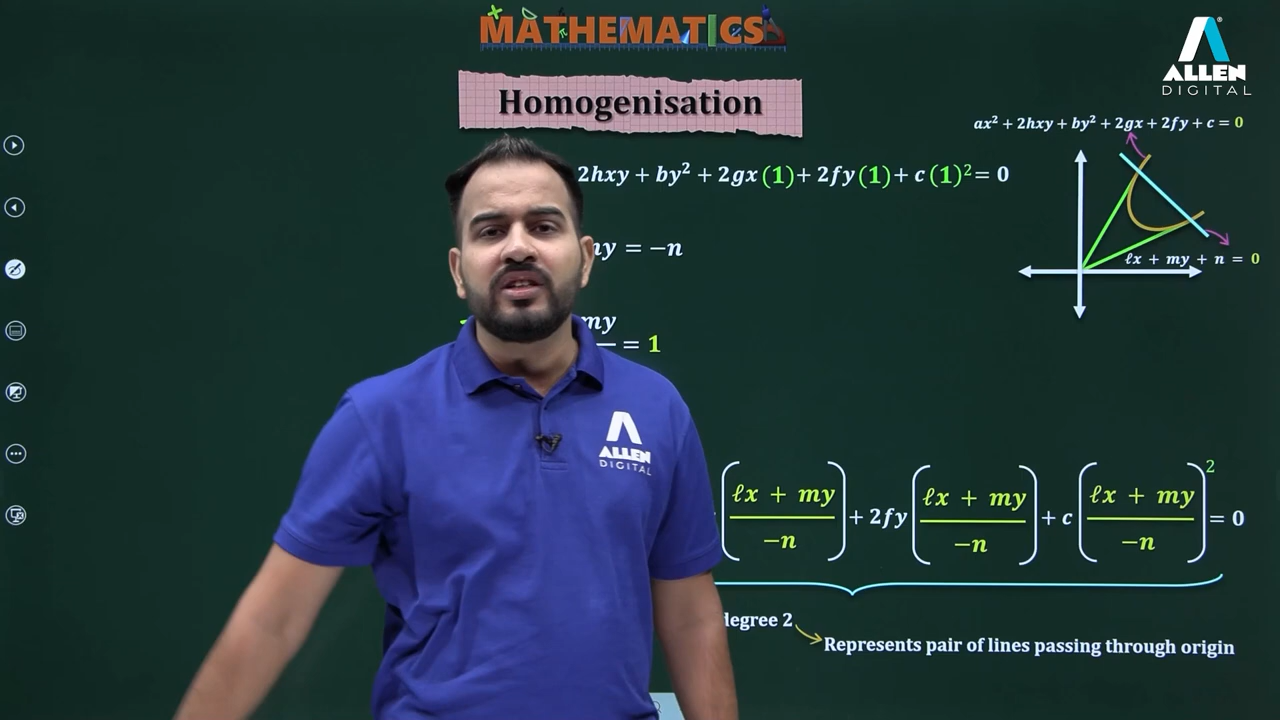 MATHEMATICS
ALLEN
DIGITAL
Homogenisation
ax² + 2hxy + by² + 2gx + 2fy + c = 0
2hxy + by² + 2gx (1) + 2fy (1) + c (1)² = 0
my = −n
ℓx + my + n = 0
my
— = 1
ALLEN
DIGITAL
(ℓx + my / −n) + 2fy (ℓx + my / −n) + c (ℓx + my / −n)² = 0
degree 2
Represents pair of lines passing through origin